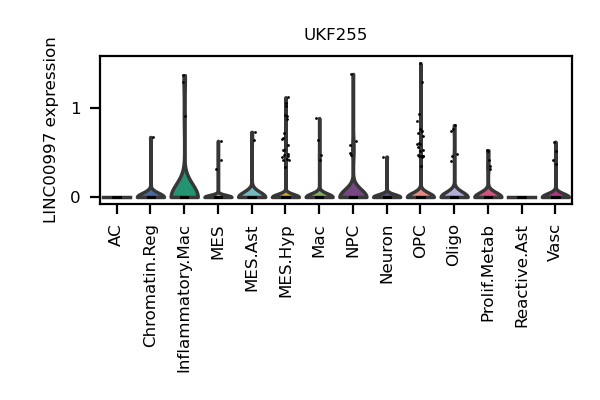 UKF255
LINC00997 expression
1
0
AC
Chromatin.Reg
Inflammatory.Mac
MES
MES.Ast
MES.Hyp
Mac
NPC
Neuron
OPC
Oligo
Prolif.Metab
Reactive.Ast
Vasc